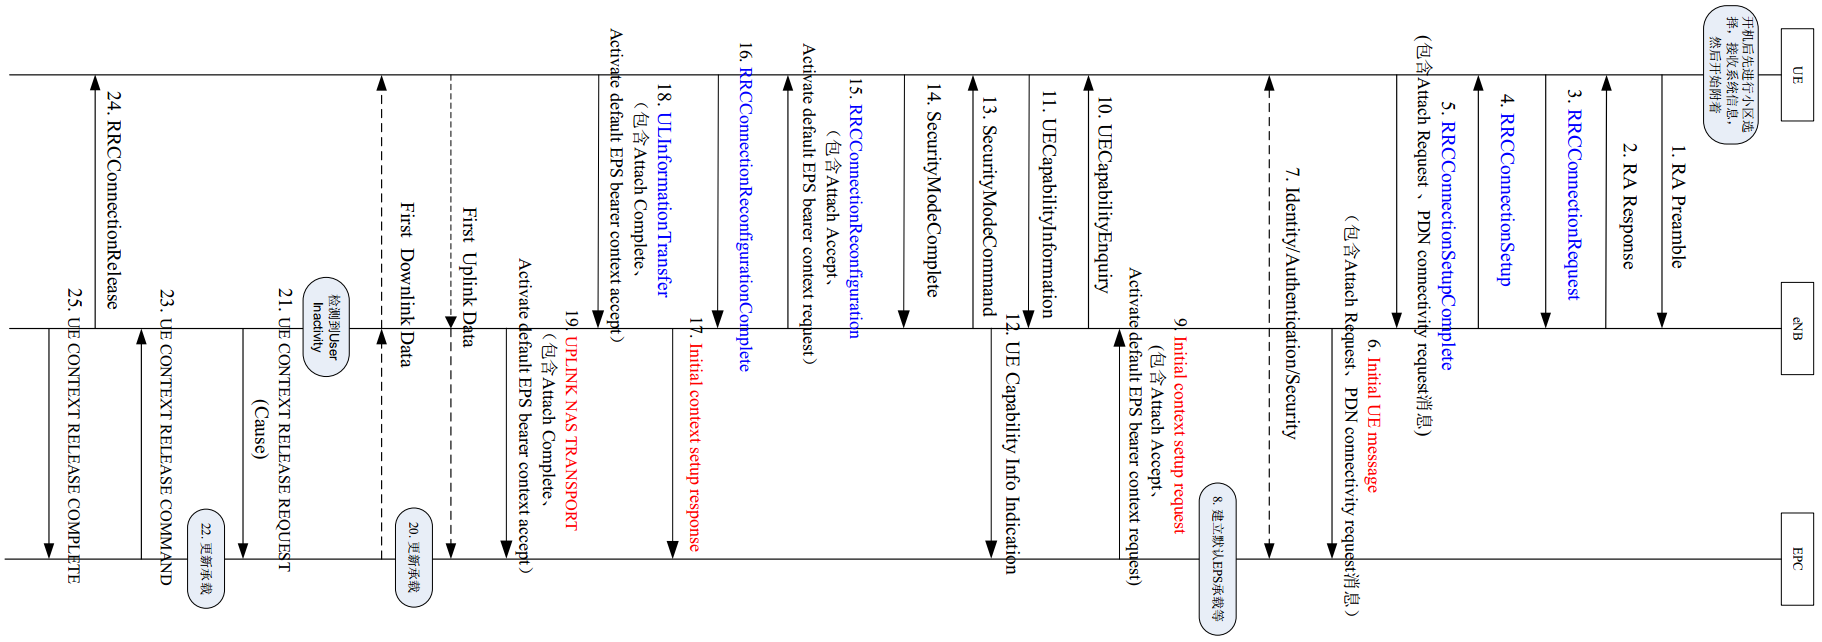 UE
eNB
EPC
开机后先进行小区选
择，接收系统信息，
然后开始附着
1. RA Preamble
2. RA Response
3. RRCConnectionRequest
4. RRCConnectionSetup
5. RRCConnectionSetupComplete
(包含Attach Request 、PDN connectivity request消息)
6. Initial UE message
(包含Attach Request、PDN connectivity request消息)
7. Identity/Authentication/Security
8. 建立默认EPS承载等
9. Initial context setup request
(包含Attach Accept、
Activate default EPS bearer context request)
10. UECapabilityEnquiry
11. UECapabilityInformation
12. UE Capability Info Indication
13. SecurityModeCommand
14. SecurityModeComplete
15. RRCConnectionReconfiguration
（包含Attach Accept、
Activate default EPS bearer context request）
16. RRCConnectionReconfigurationComplete
17. Initial context setup response
18. ULInformationTransfer
（包含Attach Complete、
Activate default EPS bearer context accept）
19. UPLINK NAS TRANSPORT
（包含Attach Complete、
Activate default EPS bearer context accept）
First Uplink Data
20. 更新承载
First Downlink Data
检测到User
Inactivity
21. UE CONTEXT RELEASE REQUEST
(Cause)
22. 更新承载
23. UE CONTEXT RELEASE COMMAND
24. RRCConnectionRelease
25. UE CONTEXT RELEASE COMPLETE